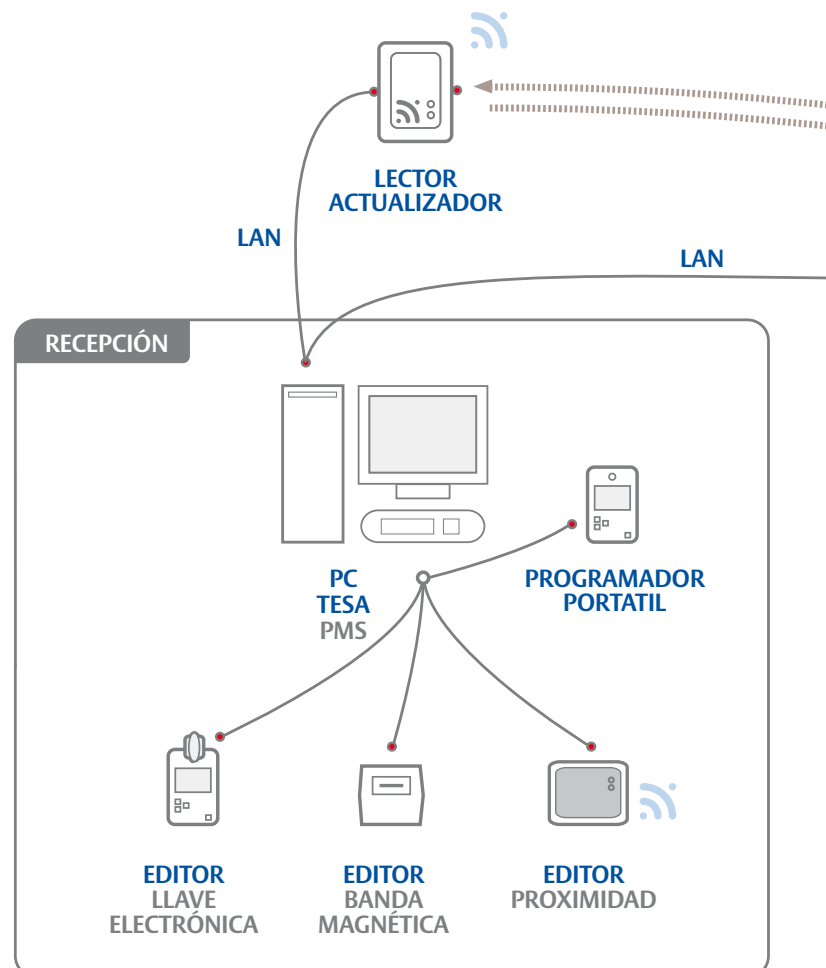 LECTOR
ACTUALIZADOR
LAN
LAN
RECEPCIÓN
PC
TESA
PMS
PROGRAMADOR
PORTATIL
EDITOR
LLAVE
ELECTRÓNICA
EDITOR
BANDA
MAGNÉTICA
EDITOR
PROXIMIDAD